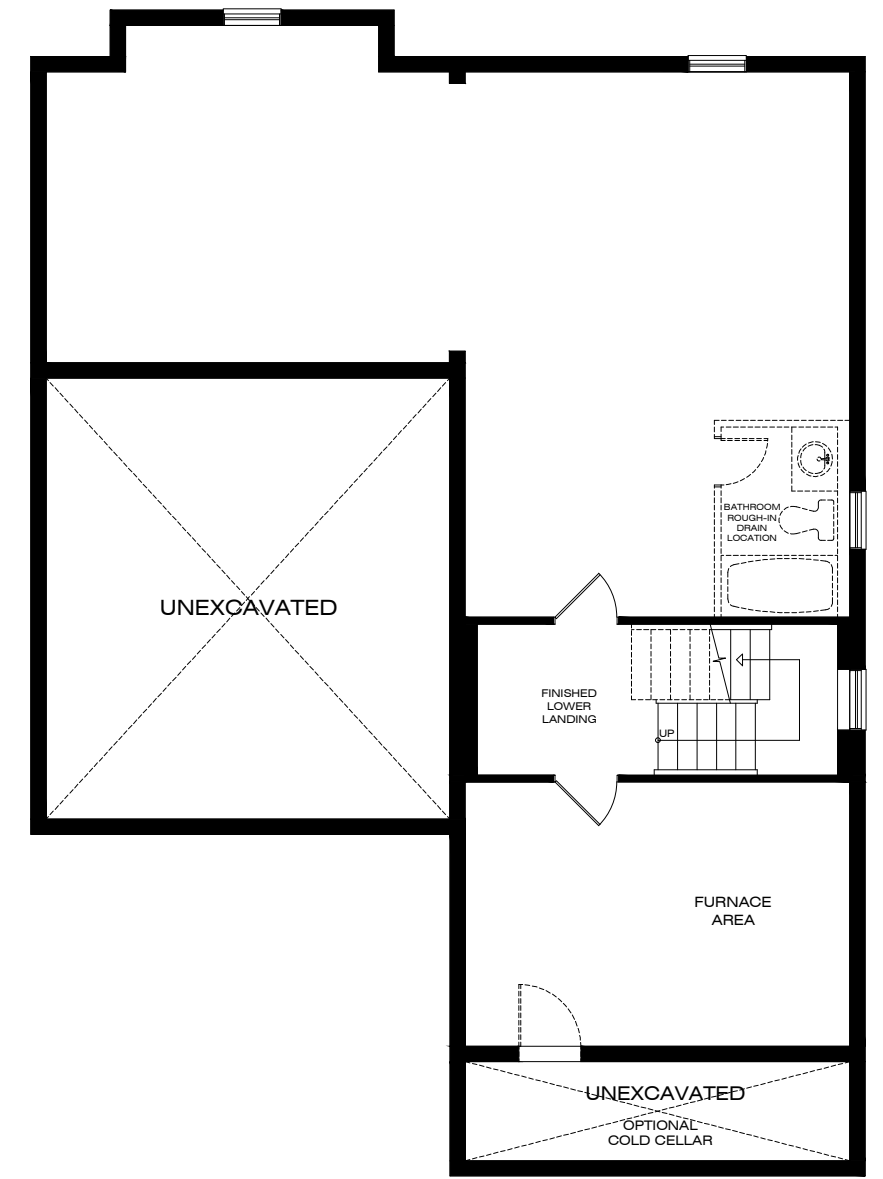 BATHROOM
ROUGH-IN
DRAIN
LOCATION
UNEXCAVATED
FINISHED
LOWER
LANDING
UP
FURNACE
AREA
UNEXCAVATED
OPTIONAL
COLD CELLAR